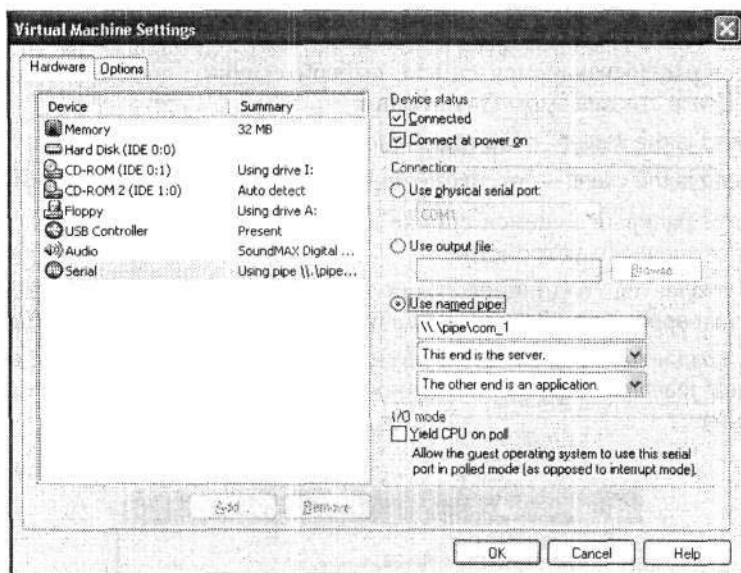 Virtual Machine Settings
Hardware Options
Device Summary
Memory 32 MB
Hard Disk (IDE 0:0)
CD-ROM (IDE 0:1) Using drive I:
CD-ROM 2 (IDE 1:0) Auto detect
Floppy Using drive A:
USB Controller Present
Audio SoundMAX Digital ...
Serial Using pipe \\.\pipe...
Add... Remove
Device status
Connected
Connect at power on
Connection
Use physical serial port:
COM1
Use output file:
Browse
Use named pipe:
\\ \pipe\com_1
This end is the server.
The other end is an application.
I/O mode
Yield CPU on poll
Allow the guest operating system to use this serial
port in polled mode (as opposed to interrupt mode).
OK Cancel Help